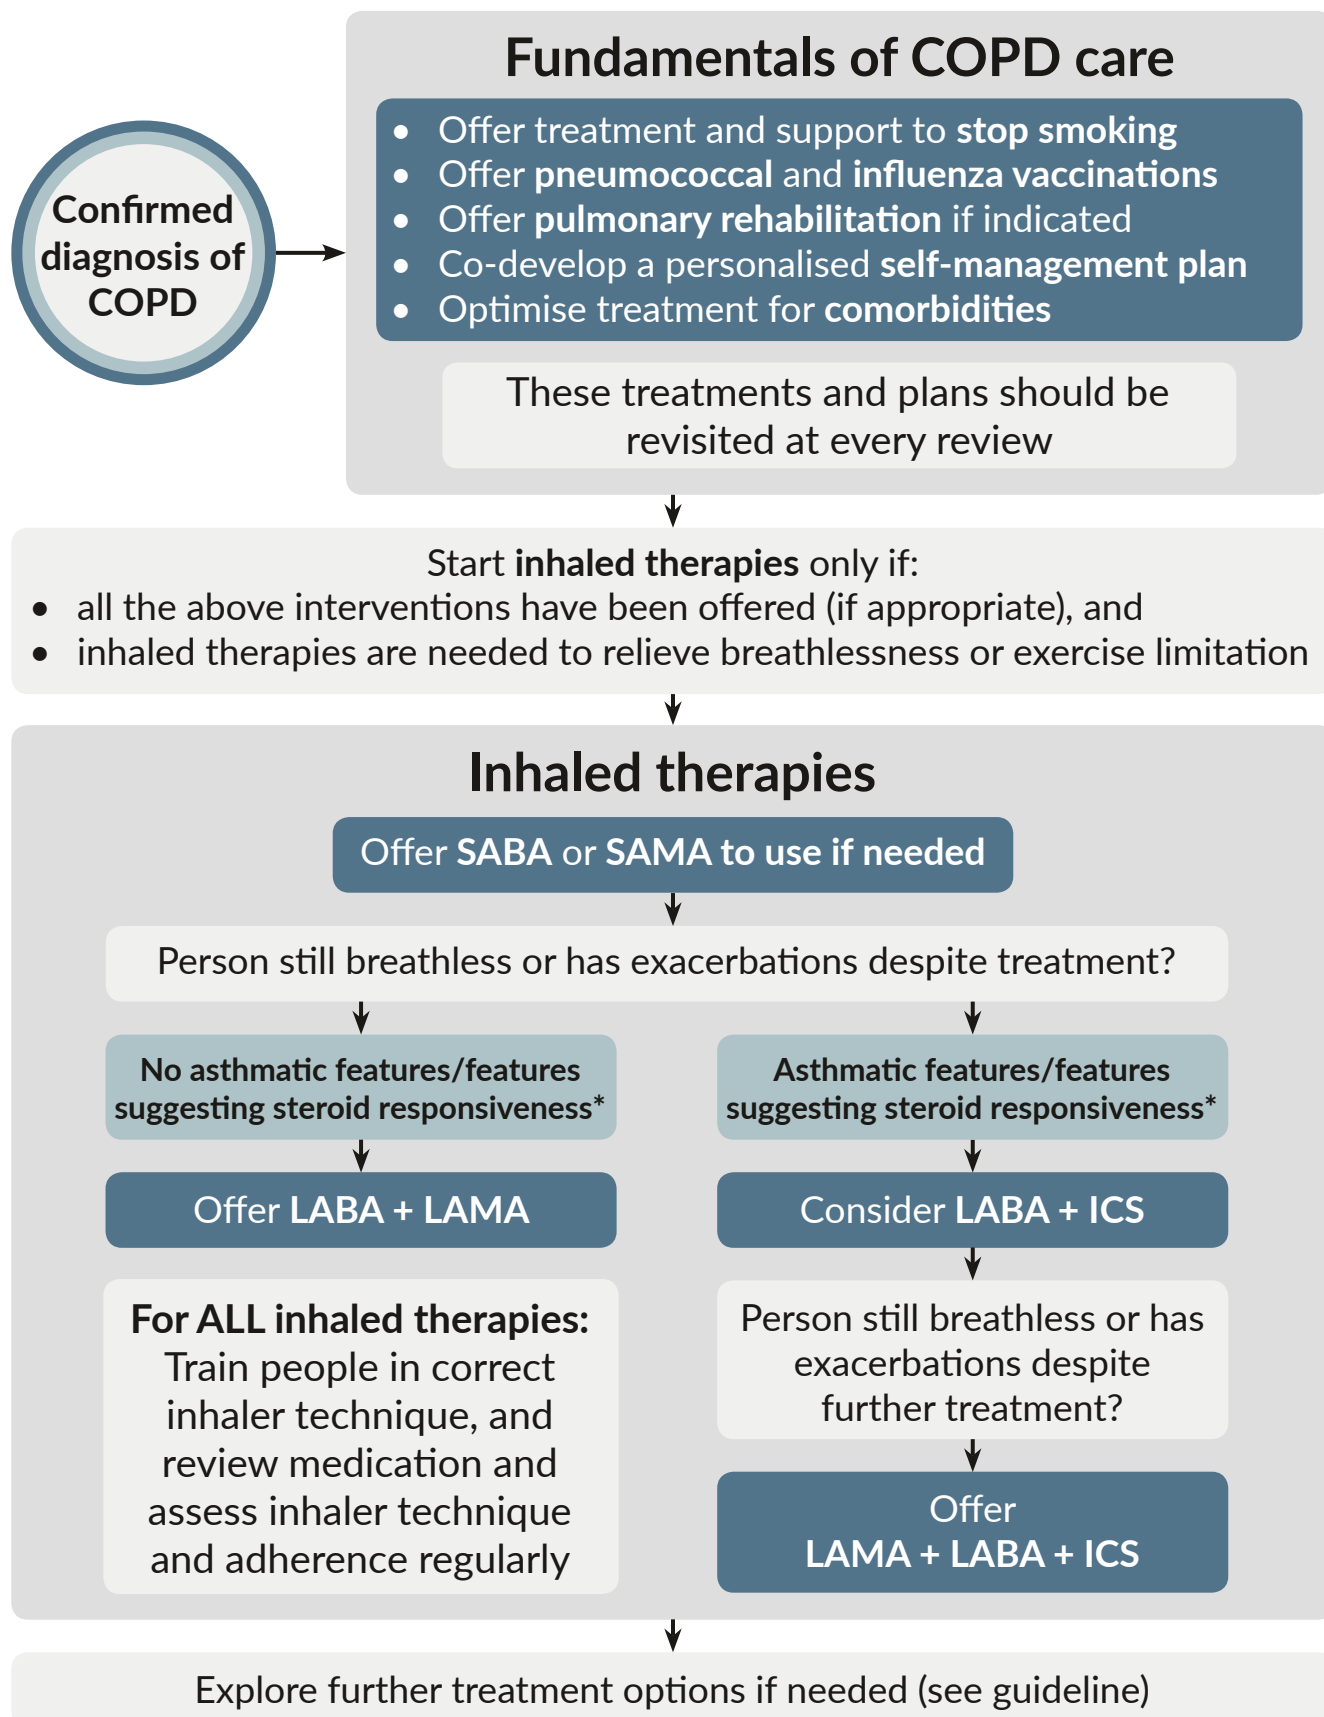 Fundamentals of COPD care
Confirmed
diagnosis of
COPD
• Offer treatment and support to stop smoking
• Offer pneumococcal and influenza vaccinations
• Offer pulmonary rehabilitation if indicated
• Co-develop a personalised self-management plan
• Optimise treatment for comorbidities
These treatments and plans should be
revisited at every review
Start inhaled therapies only if:
• all the above interventions have been offered (if appropriate), and
• inhaled therapies are needed to relieve breathlessness or exercise limitation
Inhaled therapies
Offer SABA or SAMA to use if needed
Person still breathless or has exacerbations despite treatment?
No asthmatic features/features
suggesting steroid responsiveness*
Offer LABA + LAMA
For ALL inhaled therapies:
Train people in correct
inhaler technique, and
review medication and
assess inhaler technique
and adherence regularly
Asthmatic features/features
suggesting steroid responsiveness*
Consider LABA + ICS
Person still breathless or has
exacerbations despite
further treatment?
Offer
LAMA + LABA + ICS
Explore further treatment options if needed (see guideline)